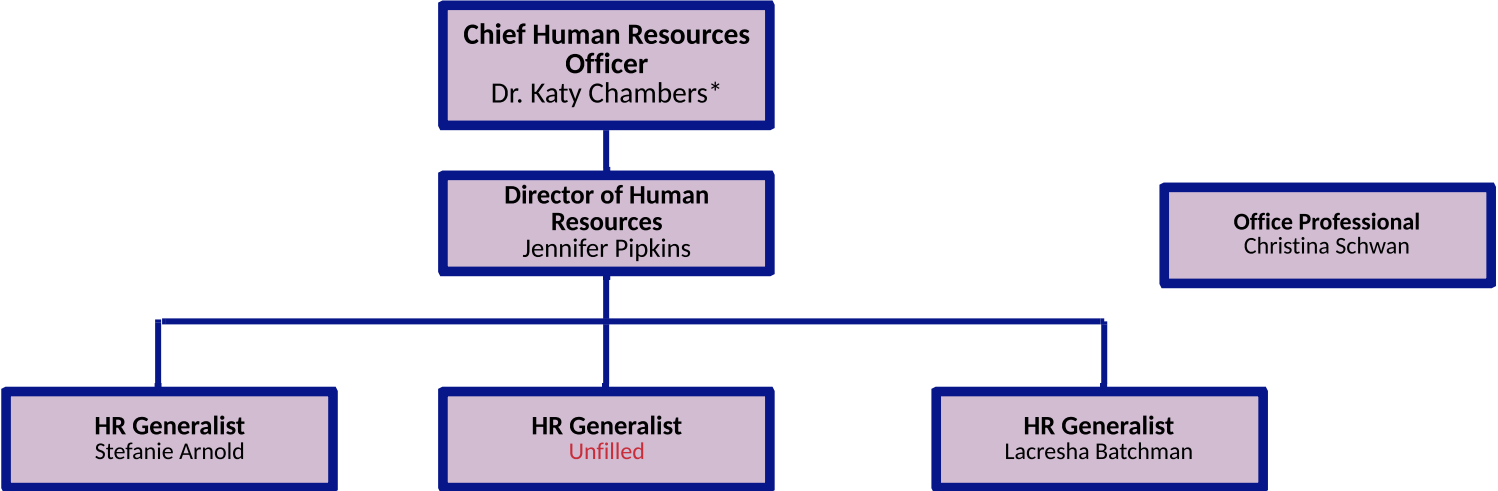 Chief Human Resources
Officer
Dr. Katy Chambers*
Director of Human
Resources
Jennifer Pipkins
Office Professional
Christina Schwan
HR Generalist
Stefanie Arnold
HR Generalist
Unfilled
HR Generalist
Lacresha Batchman